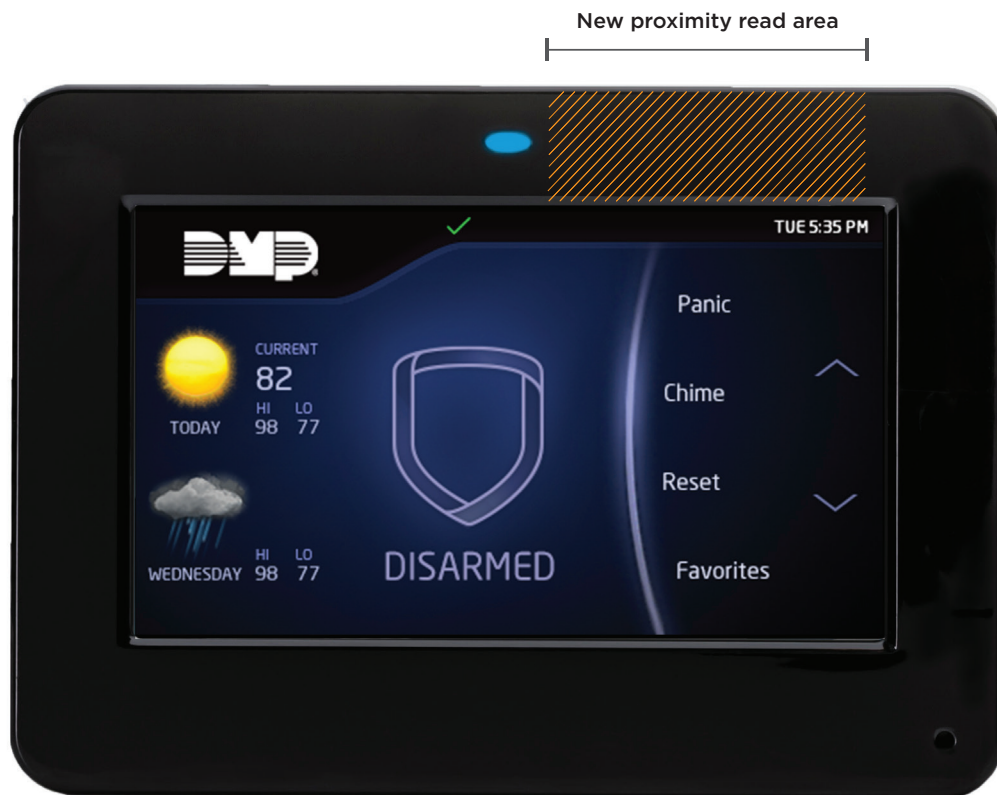 New proximity read area
DMP
TUE 5:35 PM
Panic
CURRENT
82
HI LO
98 77
TODAY
Chime
Reset
HI LO
98 77
WEDNESDAY
DISARMED
Favorites